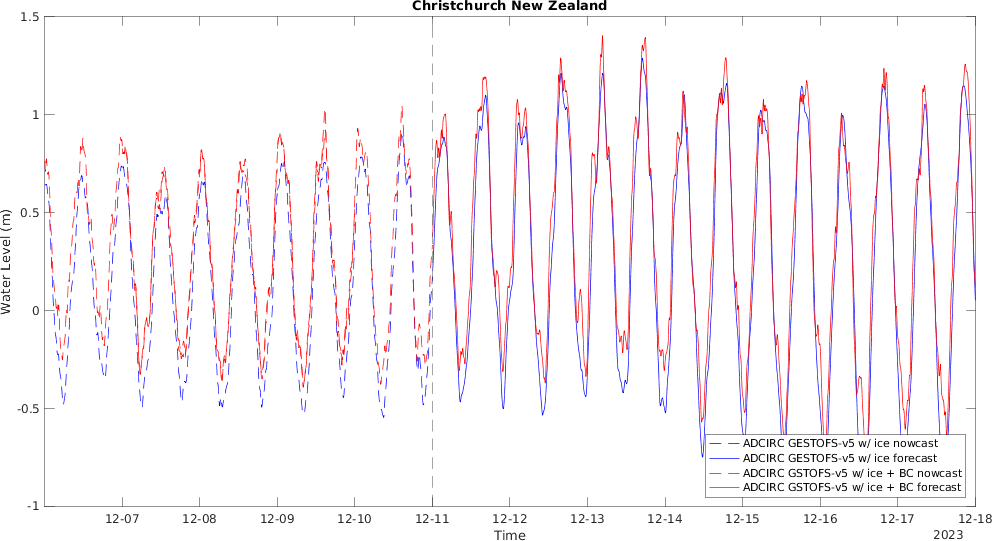 Christchurch New Zealand
1.5
1
0.5
0
-0.5
-1
Water Level (m)
ADCIRC GESTOFS-v5 w/ ice nowcast
ADCIRC GESTOFS-v5 w/ ice forecast
ADCIRC GSTOFS-v5 w/ ice + BC nowcast
ADCIRC GSTOFS-v5 w/ ice + BC forecast
12-07 12-08 12-09 12-10 12-11 12-12 12-13 12-14 12-15 12-16 12-17 12-18
Time
2023